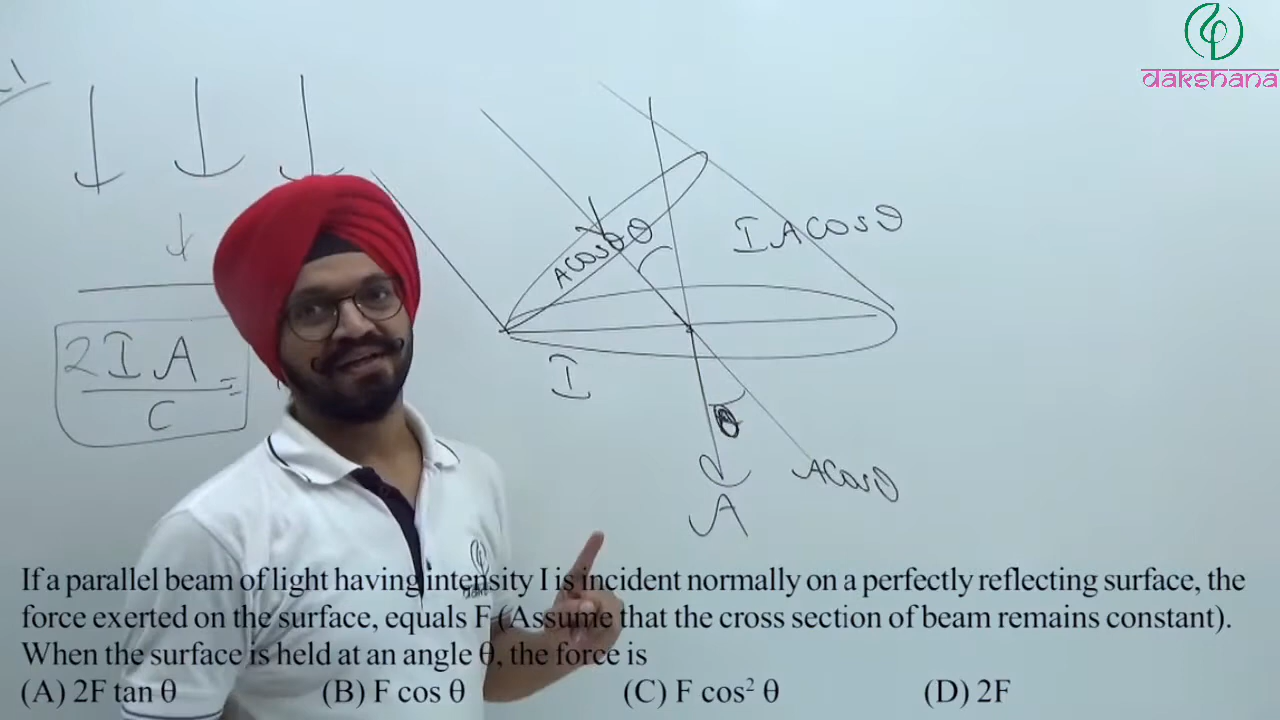 dakshana
I A cos θ
A cos θ
θ
2 I A
C
=
I
θ
A cos θ
A
If a parallel beam of light having intensity I is incident normally on a perfectly reflecting surface, the
force exerted on the surface, equals F (Assume that the cross section of beam remains constant).
When the surface is held at an angle θ, the force is
(A) 2F tan θ (B) F cos θ (C) F cos² θ (D) 2F